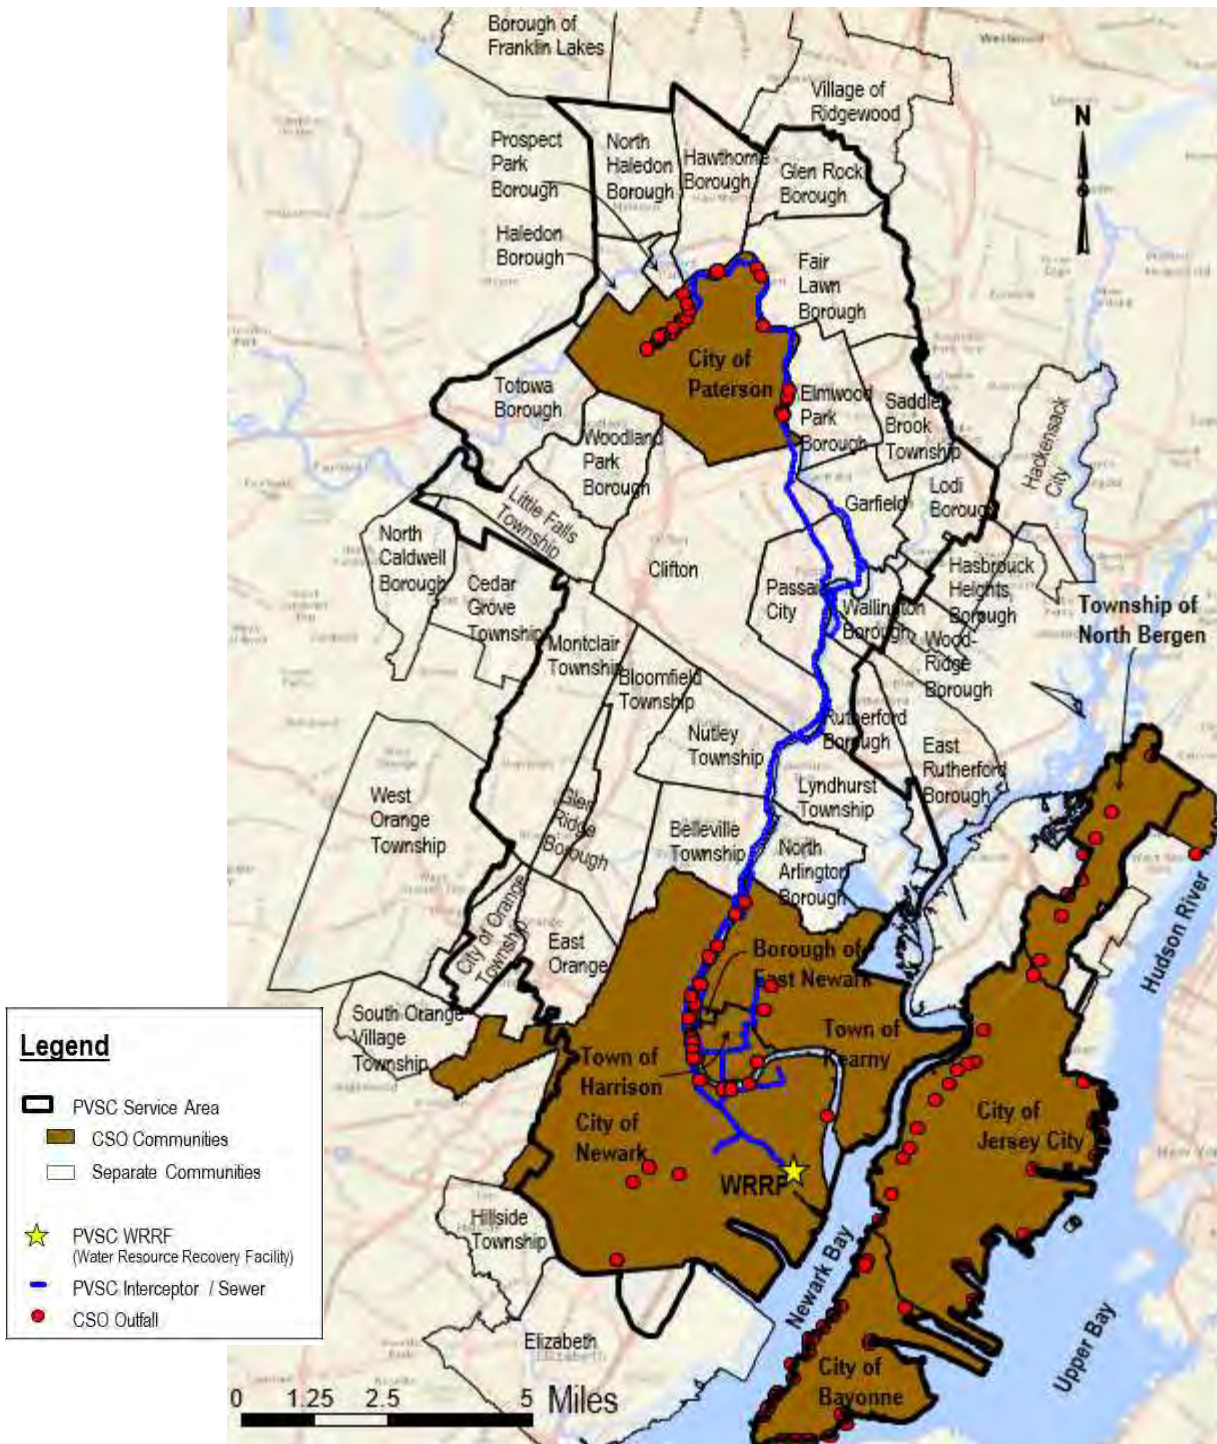 Borough of
Franklin Lakes
Village of
Ridgewood
N
Prospect
Park
Borough
North
Haledon
Borough
Hawthorne
Borough
Glen Rock
Borough
Haledon
Borough
Fair
Lawn
Borough
City of
Paterson
Totowa
Borough
Elmwood
Park
Borough
Saddle
Brook
Township
Hackensack
City
Woodland
Park
Borough
Little Falls
Township
Garfield
Lodi
Borough
North
Caldwell
Borough
Cedar
Grove
Township
Clifton
Passaic
City
Wallington
Borough
Hasbrouck
Heights
Borough
Township of
North Bergen
Wood-
Ridge
Borough
Montclair
Township
Bloomfield
Township
Nutley
Township
Rutherford
Borough
East
Rutherford
Borough
Lyndhurst
Township
West
Orange
Township
Glen
Ridge
Borough
Belleville
Township
North
Arlington
Borough
City of Orange
Township
East
Orange
Borough of
East Newark
Hudson River
South Orange
Village
Township
Town of
Harrison
Town of
Kearny
City of
Newark
City of
Jersey City
WRRF
Hillside
Township
Newark Bay
Elizabeth
Upper Bay
City of
Bayonne
Legend
PVSC Service Area
CSO Communities
Separate Communities
PVSC WRRF
(Water Resource Recovery Facility)
PVSC Interceptor / Sewer
CSO Outfall
0 1.25 2.5 5 Miles